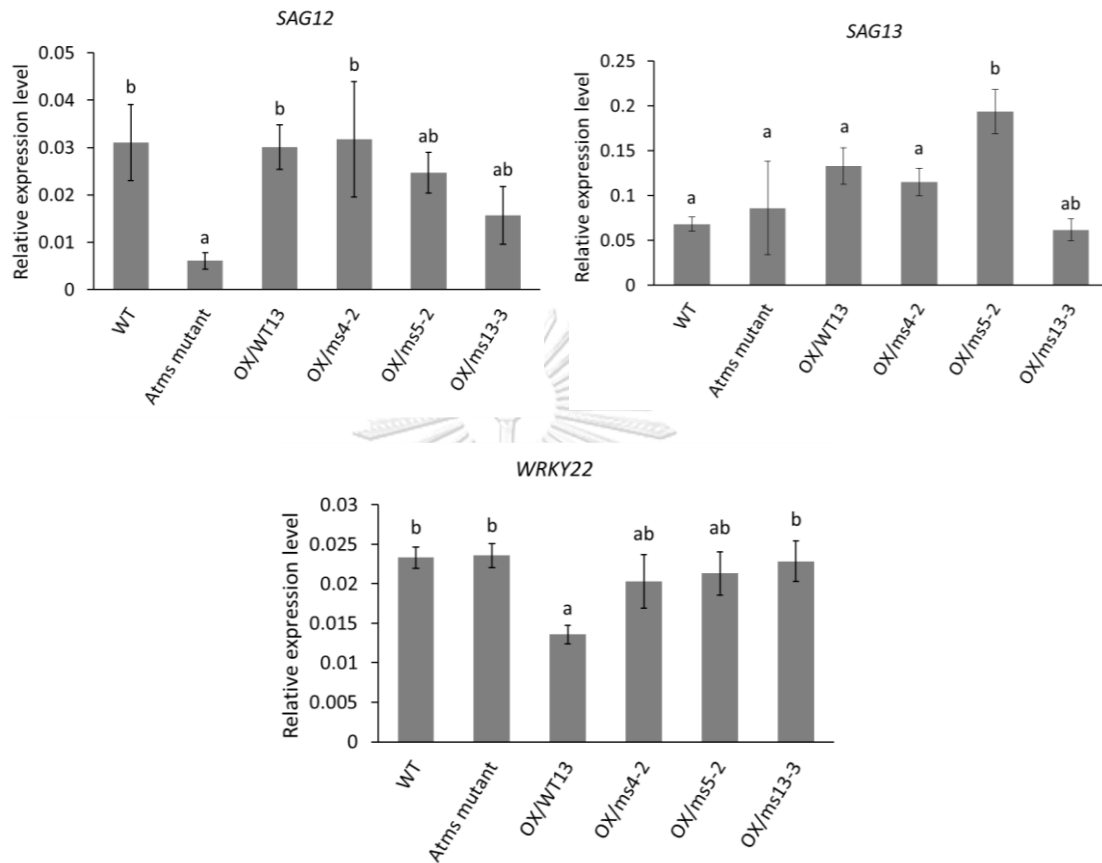 SAG12
Relative expression level
0.05
0.04
0.03
0.02
0.01
0
b
a
b
b
ab
ab
WT
Atms mutant
OX/WT13
OX/ms4-2
OX/ms5-2
OX/ms13-3
SAG13
Relative expression level
0.25
0.2
0.15
0.1
0.05
0
a
a
a
a
b
ab
WT
Atms mutant
OX/WT13
OX/ms4-2
OX/ms5-2
OX/ms13-3
WRKY22
Relative expression level
0.03
0.025
0.02
0.015
0.01
0.005
0
b
b
a
ab
ab
b
WT
Atms mutant
OX/WT13
OX/ms4-2
OX/ms5-2
OX/ms13-3